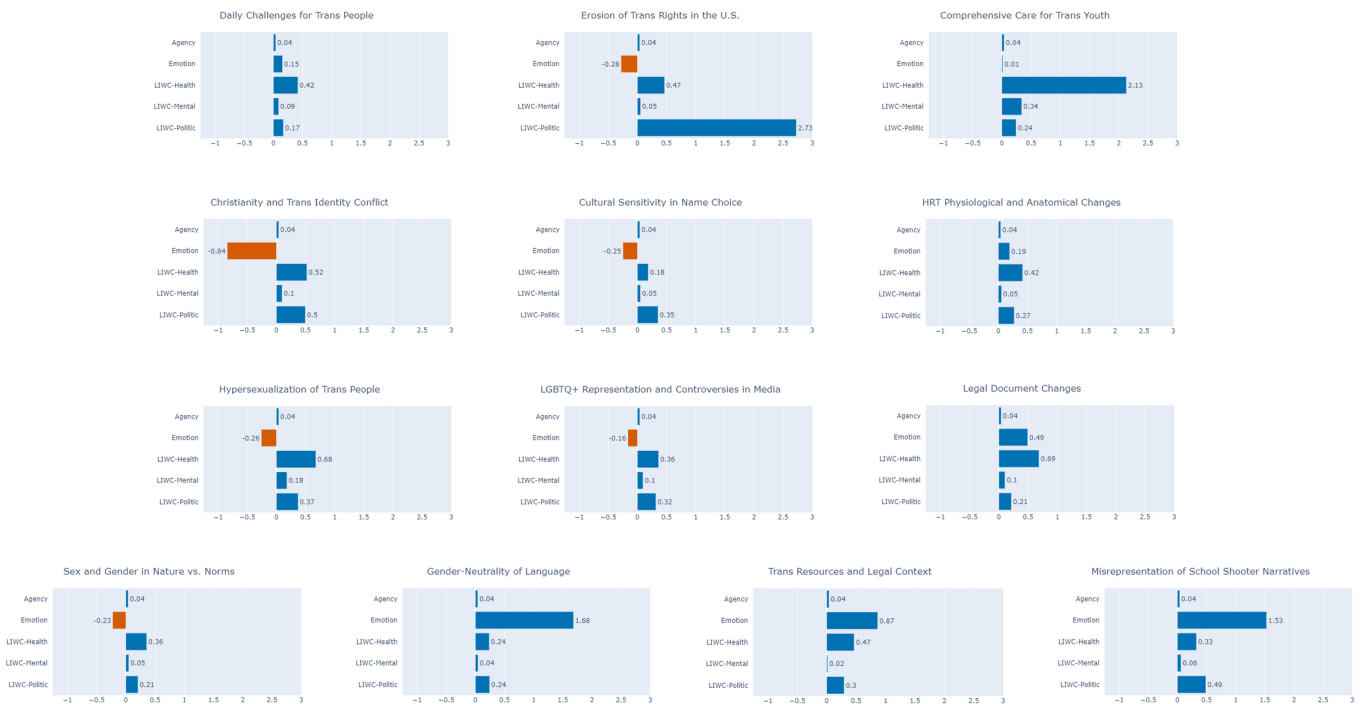 Daily Challenges for Trans People
Agency 0.04
Emotion 0.15
LIWC-Health 0.42
LIWC-Mental 0.09
LIWC-Politic 0.17
−1 −0.5 0 0.5 1 1.5 2 2.5 3
Erosion of Trans Rights in the U.S.
Agency 0.04
Emotion -0.28
LIWC-Health 0.47
LIWC-Mental 0.05
LIWC-Politic 2.73
−1 −0.5 0 0.5 1 1.5 2 2.5 3
Comprehensive Care for Trans Youth
Agency 0.04
Emotion 0.01
LIWC-Health 2.13
LIWC-Mental 0.34
LIWC-Politic 0.24
−1 −0.5 0 0.5 1 1.5 2 2.5 3
Christianity and Trans Identity Conflict
Agency 0.04
Emotion -0.84
LIWC-Health 0.52
LIWC-Mental 0.1
LIWC-Politic 0.5
−1 −0.5 0 0.5 1 1.5 2 2.5 3
Cultural Sensitivity in Name Choice
Agency 0.04
Emotion -0.25
LIWC-Health 0.18
LIWC-Mental 0.05
LIWC-Politic 0.35
−1 −0.5 0 0.5 1 1.5 2 2.5 3
HRT Physiological and Anatomical Changes
Agency 0.04
Emotion 0.19
LIWC-Health 0.42
LIWC-Mental 0.05
LIWC-Politic 0.27
−1 −0.5 0 0.5 1 1.5 2 2.5 3
Hypersexualization of Trans People
Agency 0.04
Emotion -0.26
LIWC-Health 0.68
LIWC-Mental 0.18
LIWC-Politic 0.37
−1 −0.5 0 0.5 1 1.5 2 2.5 3
LGBTQ+ Representation and Controversies in Media
Agency 0.04
Emotion -0.16
LIWC-Health 0.36
LIWC-Mental 0.1
LIWC-Politic 0.32
−1 −0.5 0 0.5 1 1.5 2 2.5 3
Legal Document Changes
Agency 0.04
Emotion 0.49
LIWC-Health 0.69
LIWC-Mental 0.1
LIWC-Politic 0.21
−1 −0.5 0 0.5 1 1.5 2 2.5 3
Sex and Gender in Nature vs. Norms
Agency 0.04
Emotion -0.23
LIWC-Health 0.36
LIWC-Mental 0.05
LIWC-Politic 0.21
−1 −0.5 0 0.5 1 1.5 2 2.5 3
Gender-Neutrality of Language
Agency 0.04
Emotion 1.68
LIWC-Health 0.24
LIWC-Mental 0.04
LIWC-Politic 0.24
−1 −0.5 0 0.5 1 1.5 2 2.5 3
Trans Resources and Legal Context
Agency 0.04
Emotion 0.87
LIWC-Health 0.47
LIWC-Mental 0.02
LIWC-Politic 0.3
−1 −0.5 0 0.5 1 1.5 2 2.5 3
Misrepresentation of School Shooter Narratives
Agency 0.04
Emotion 1.53
LIWC-Health 0.33
LIWC-Mental 0.06
LIWC-Politic 0.49
−1 −0.5 0 0.5 1 1.5 2 2.5 3